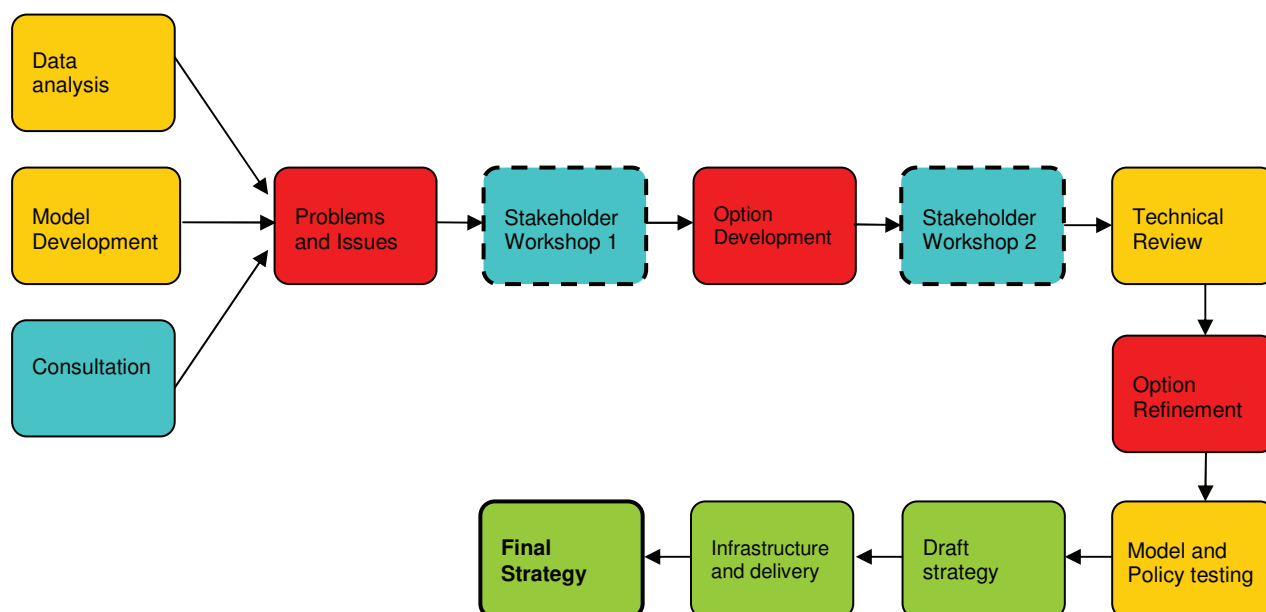 Data
analysis
Model
Development
Consultation
Problems
and Issues
Stakeholder
Workshop 1
Option
Development
Stakeholder
Workshop 2
Technical
Review
Option
Refinement
Model and
Policy testing
Draft
strategy
Infrastructure
and delivery
Final
Strategy